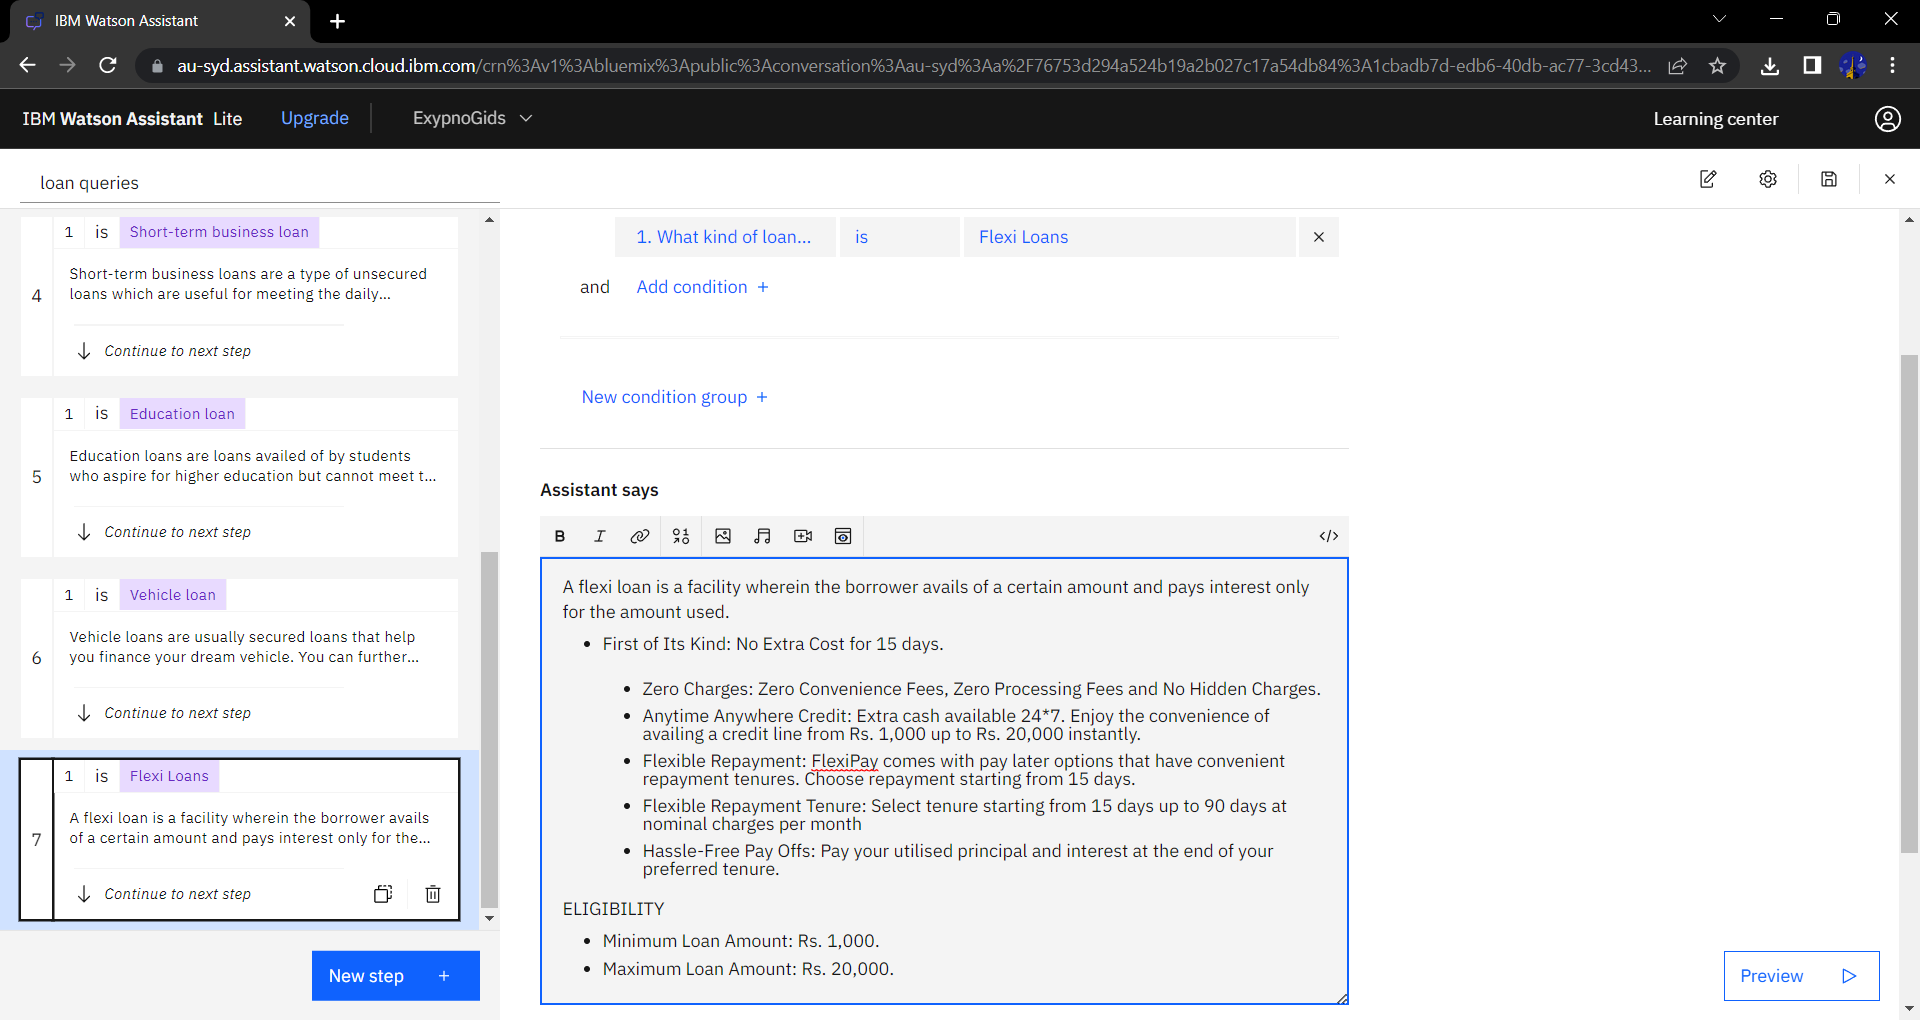 IBM Watson Assistant
au-syd.assistant.watson.cloud.ibm.com/crn%3Av1%3Abluemix%3Apublic%3Aconversation%3Aau-syd%3Aa%2F76753d294a524b19a2b027c17a54db84%3A1cbadb7d-edb6-40db-ac77-3cd43...
IBM Watson Assistant Lite Upgrade ExypnoGids Learning center
loan queries
1 is Short-term business loan
4
Short-term business loans are a type of unsecured
loans which are useful for meeting the daily...
Continue to next step
1 is Education loan
5
Education loans are loans availed of by students
who aspire for higher education but cannot meet t...
Continue to next step
1 is Vehicle loan
6
Vehicle loans are usually secured loans that help
you finance your dream vehicle. You can further...
Continue to next step
1 is Flexi Loans
7
A flexi loan is a facility wherein the borrower avails
of a certain amount and pays interest only for the...
Continue to next step
New step +
1. What kind of loan... is Flexi Loans
and Add condition +
New condition group +
Assistant says
B I
A flexi loan is a facility wherein the borrower avails of a certain amount and pays interest only
for the amount used.
• First of Its Kind: No Extra Cost for 15 days.
• Zero Charges: Zero Convenience Fees, Zero Processing Fees and No Hidden Charges.
• Anytime Anywhere Credit: Extra cash available 24*7. Enjoy the convenience of
availing a credit line from Rs. 1,000 up to Rs. 20,000 instantly.
• Flexible Repayment: FlexiPay comes with pay later options that have convenient
repayment tenures. Choose repayment starting from 15 days.
• Flexible Repayment Tenure: Select tenure starting from 15 days up to 90 days at
nominal charges per month
• Hassle-Free Pay Offs: Pay your utilised principal and interest at the end of your
preferred tenure.
ELIGIBILITY
• Minimum Loan Amount: Rs. 1,000.
• Maximum Loan Amount: Rs. 20,000.
Preview